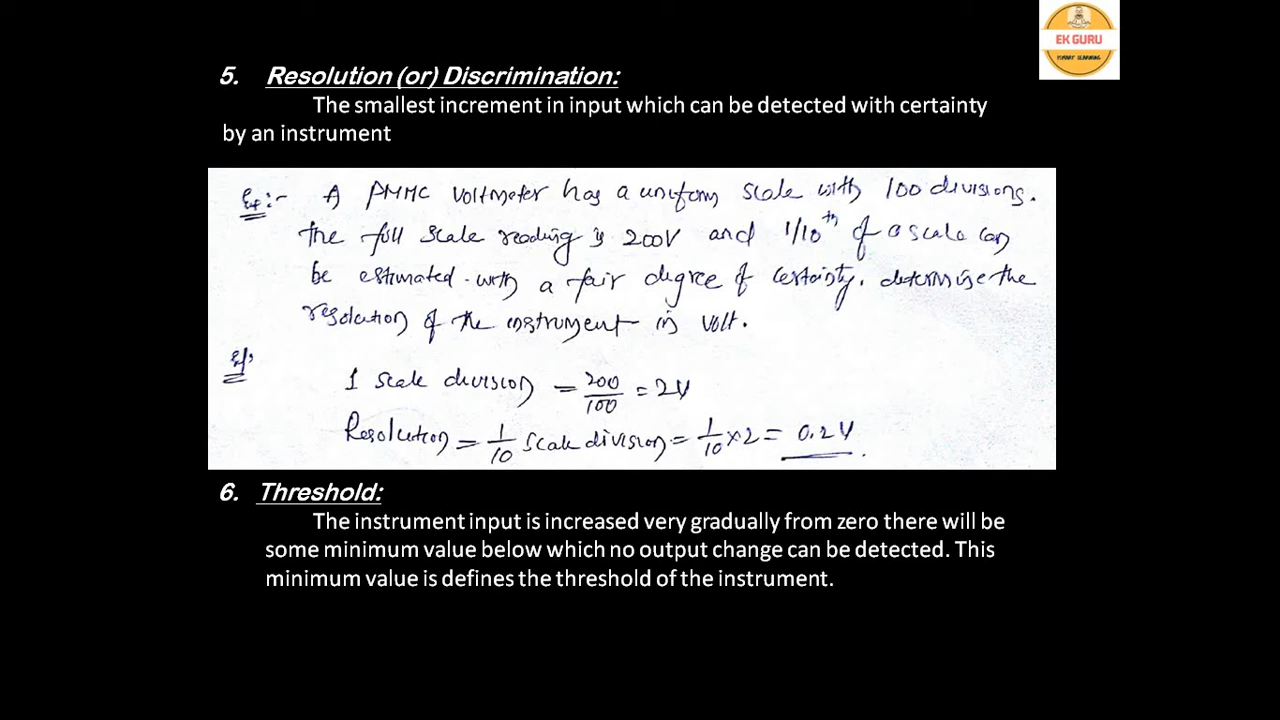 EK GURU
5. Resolution (or) Discrimination:
The smallest increment in input which can be detected with certainty
by an instrument
Ex:- A PMMC voltmeter has a uniform scale with 100 divisions.
the full scale reading is 200V and 1/10th of a scale can
be estimated with a fair degree of certainty. determine the
resolution of the instrument in volt.
1 scale division = 200/100 = 2V
Resolution = 1/10 scale division = 1/10 × 2 = 0.2V.
6. Threshold:
The instrument input is increased very gradually from zero there will be
some minimum value below which no output change can be detected. This
minimum value is defines the threshold of the instrument.